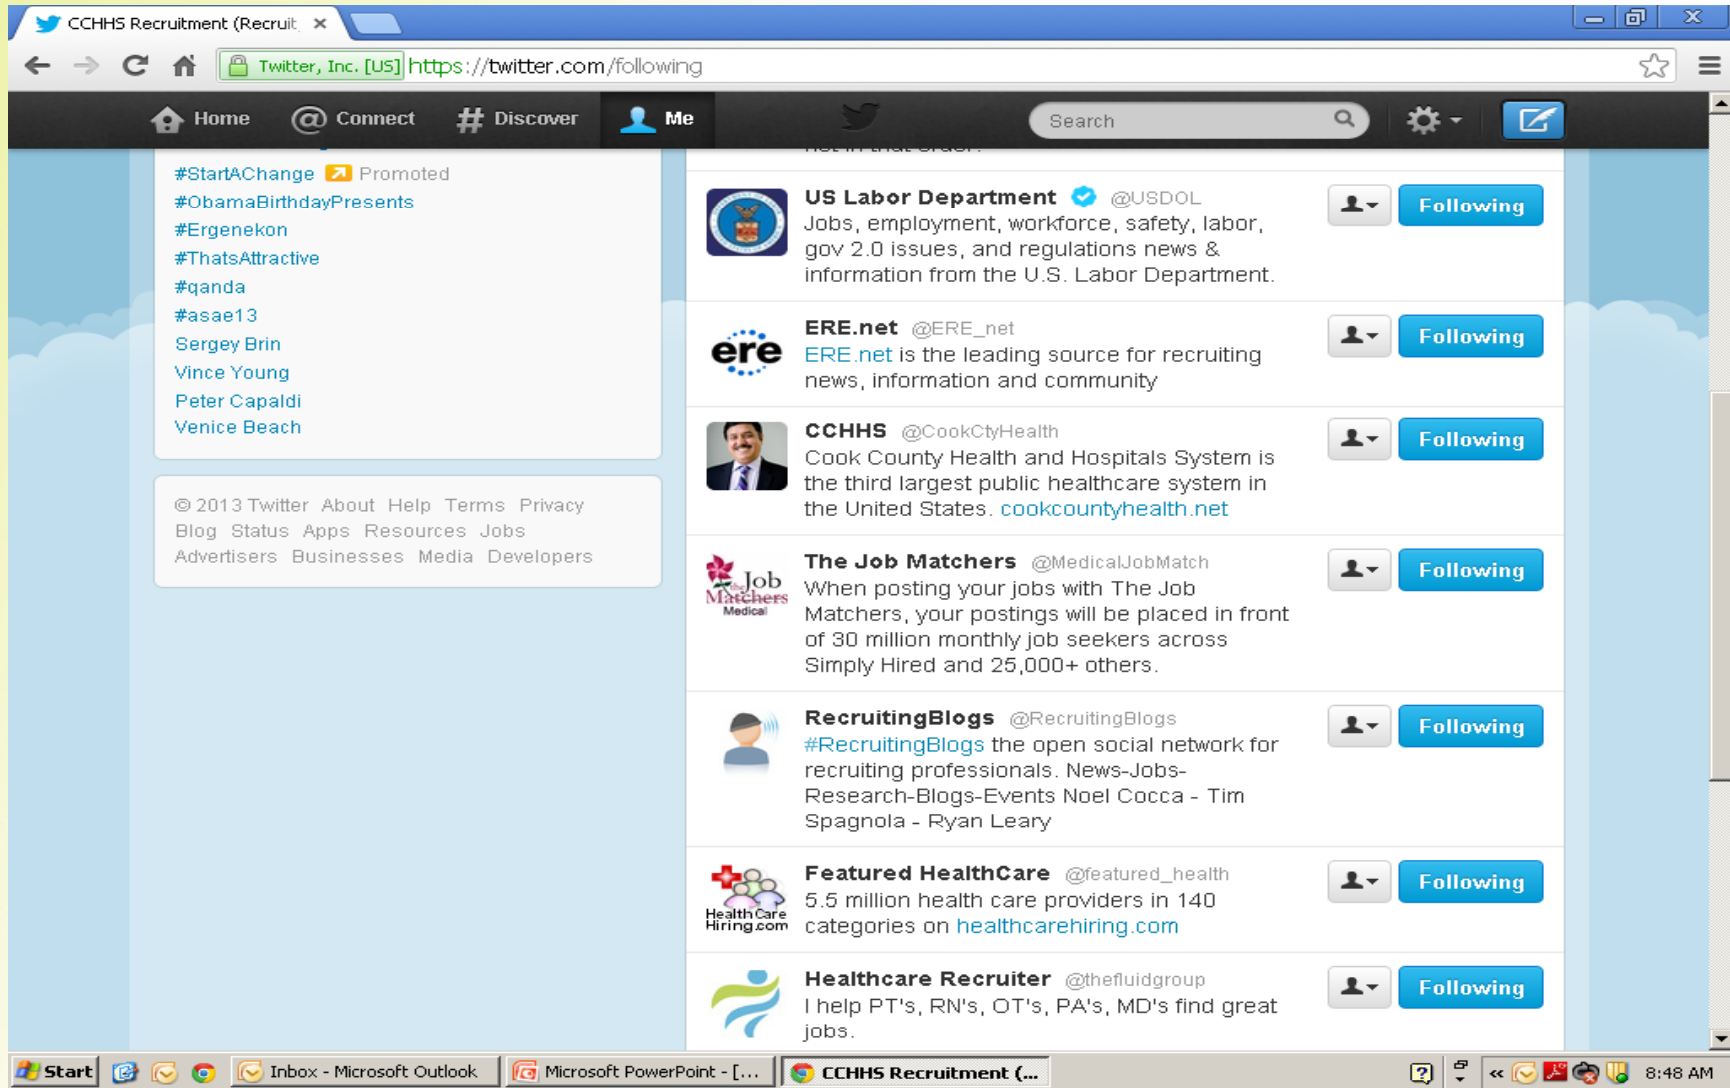 CCHHS Recruitment (Recruit
Twitter, Inc. [US] https://twitter.com/following
Home @ Connect # Discover Me Search
#StartAChange Promoted
#ObamaBirthdayPresents
#Ergenekon
#ThatsAttractive
#qanda
#asae13
Sergey Brin
Vince Young
Peter Capaldi
Venice Beach
© 2013 Twitter About Help Terms Privacy
Blog Status Apps Resources Jobs
Advertisers Businesses Media Developers
not in that order.
US Labor Department @USDOL
Jobs, employment, workforce, safety, labor,
gov 2.0 issues, and regulations news &
information from the U.S. Labor Department.
Following
ere
ERE.net @ERE_net
ERE.net is the leading source for recruiting
news, information and community
Following
CCHHS @CookCtyHealth
Cook County Health and Hospitals System is
the third largest public healthcare system in
the United States. cookcountyhealth.net
Following
the Job
Matchers
Medical
The Job Matchers @MedicalJobMatch
When posting your jobs with The Job
Matchers, your postings will be placed in front
of 30 million monthly job seekers across
Simply Hired and 25,000+ others.
Following
RecruitingBlogs @RecruitingBlogs
#RecruitingBlogs the open social network for
recruiting professionals. News-Jobs-
Research-Blogs-Events Noel Cocca - Tim
Spagnola - Ryan Leary
Following
HealthCare
Hiring.com
Featured HealthCare @featured_health
5.5 million health care providers in 140
categories on healthcarehiring.com
Following
Healthcare Recruiter @thefluidgroup
I help PT's, RN's, OT's, PA's, MD's find great
jobs.
Following
Start Inbox - Microsoft Outlook Microsoft PowerPoint - [... CCHHS Recruitment (... 8:48 AM